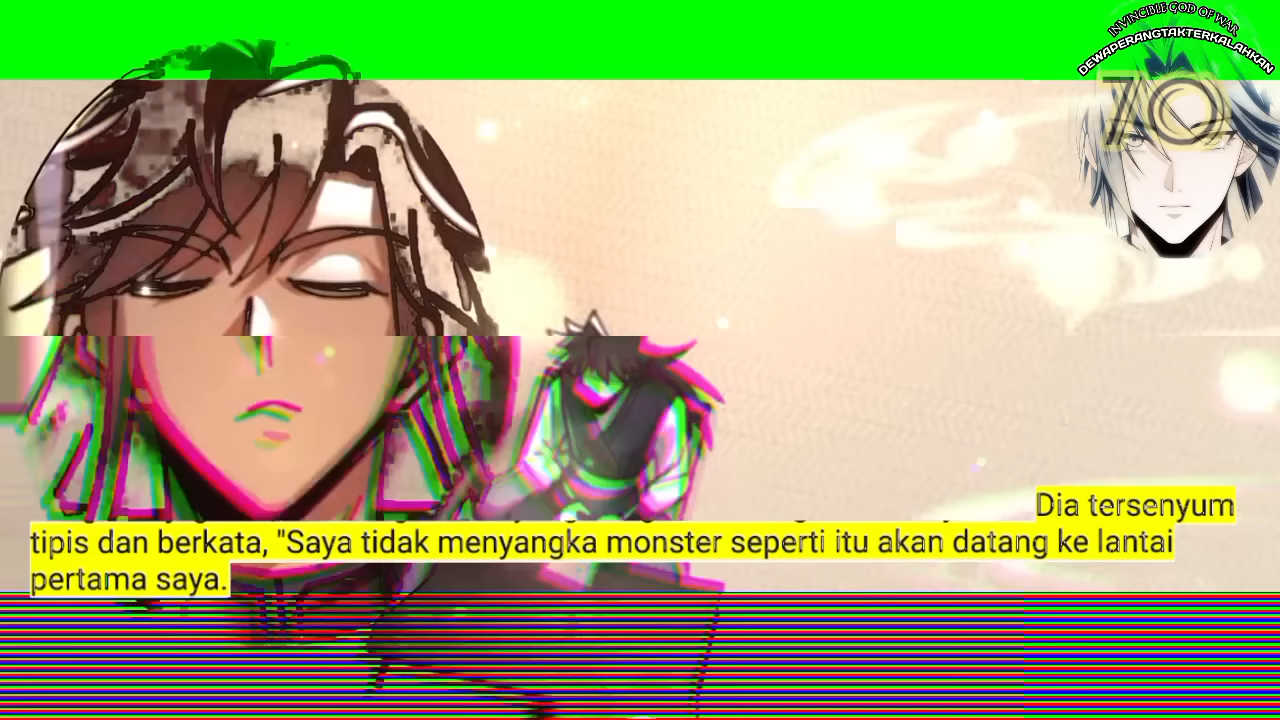 INVINCIBLE GOD OF WAR
DEWAPERANGTAKTERKALAHKAN
70
Dia tersenyum
tipis dan berkata, "Saya tidak menyangka monster seperti itu akan datang ke lantai
pertama saya.